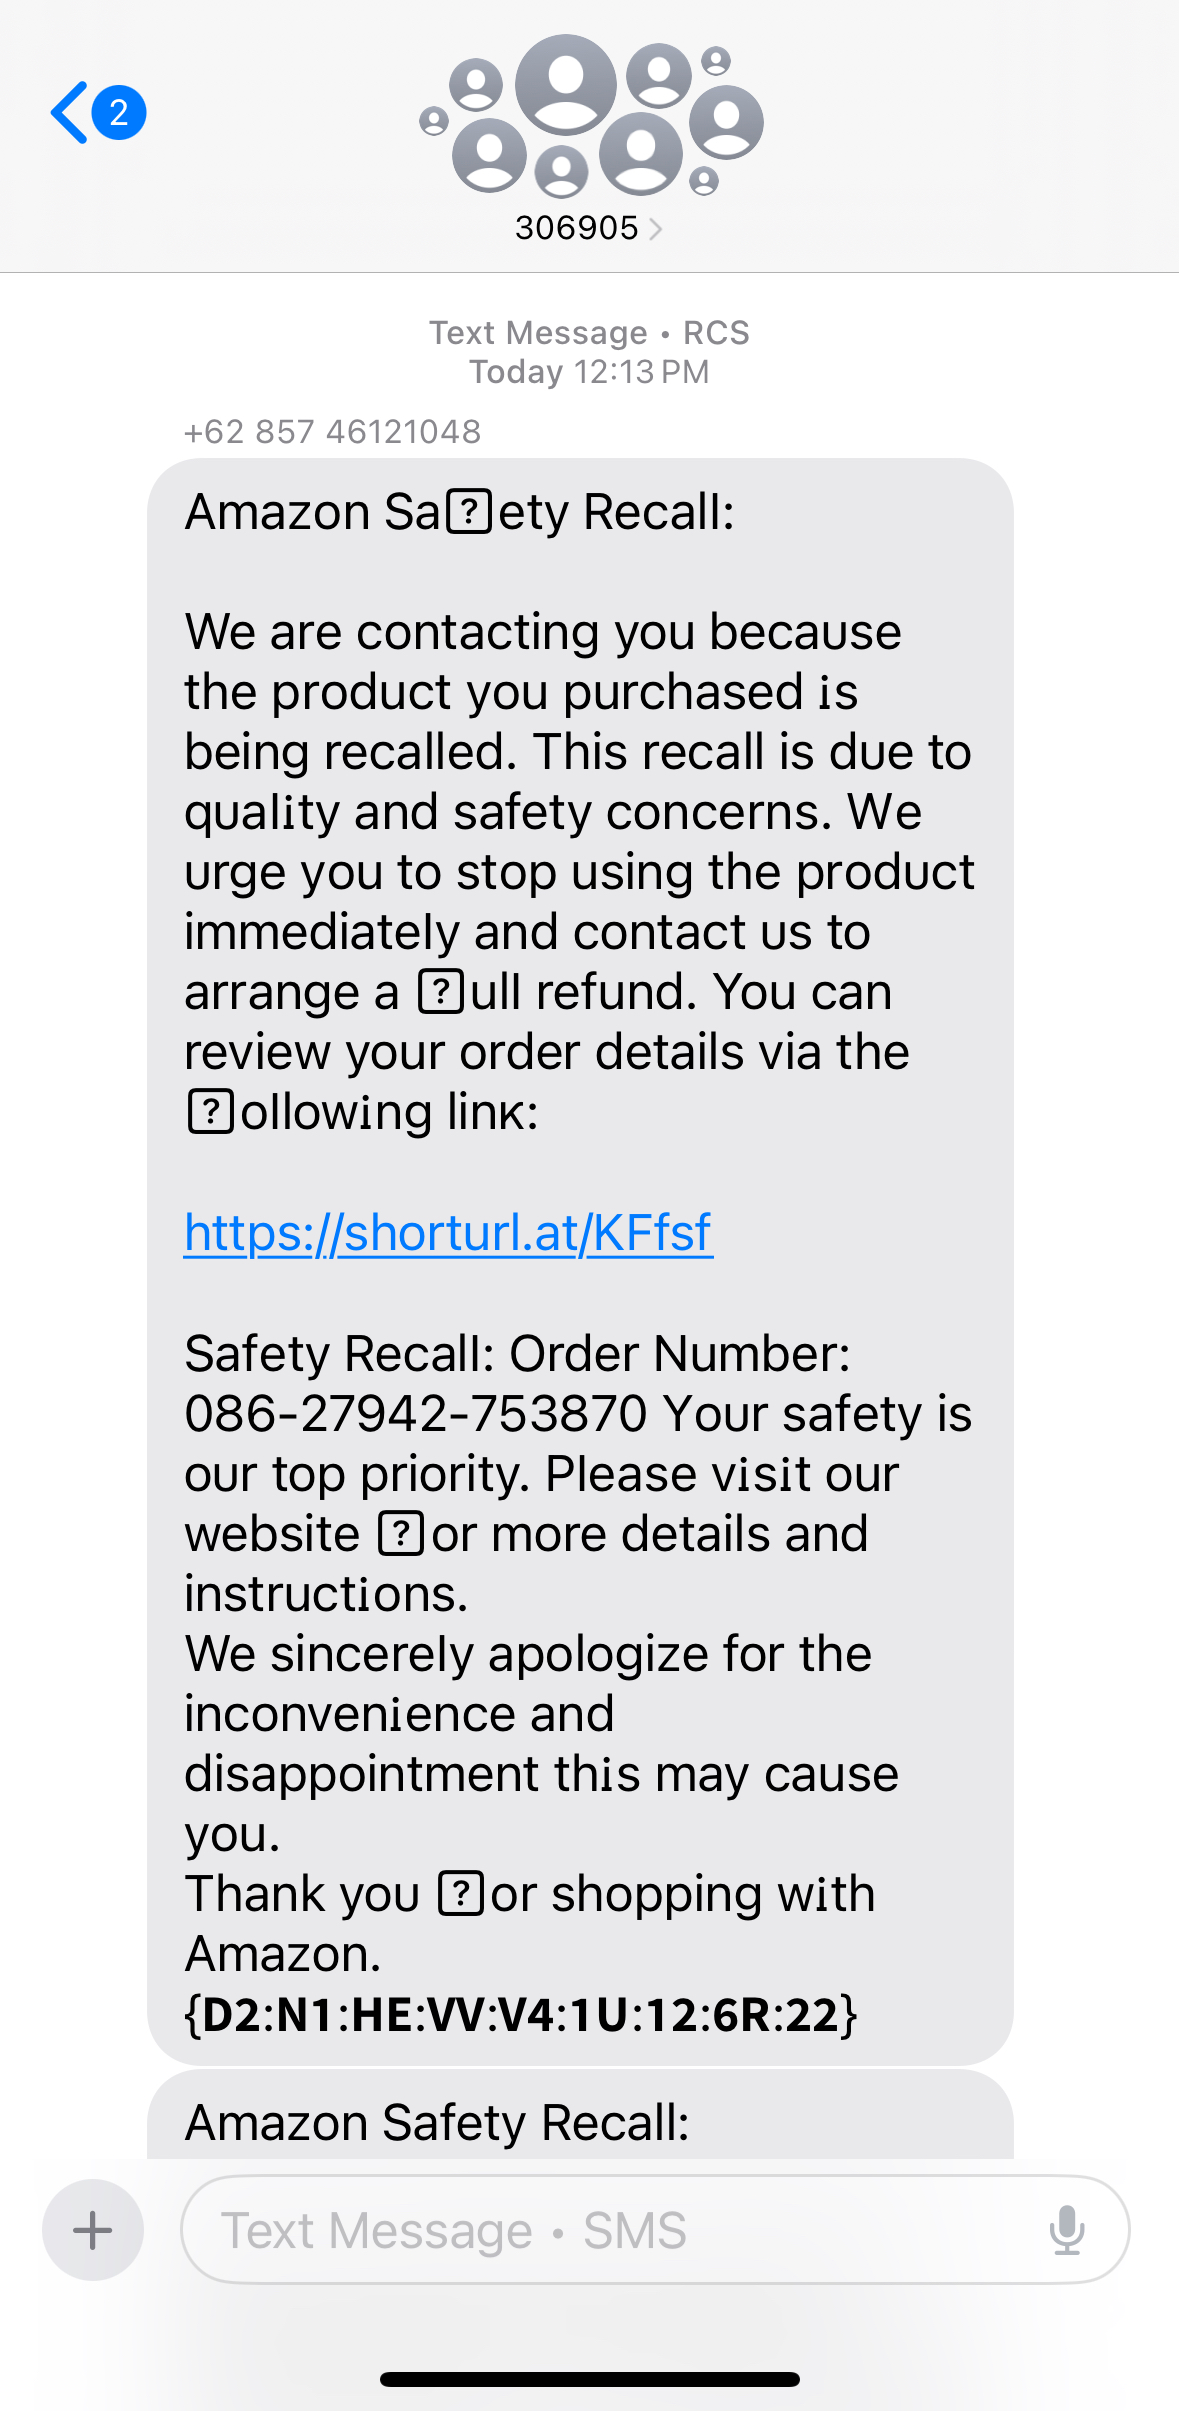 2
306905
Text Message • RCS
Today 12:13 PM
+62 857 46121048
Amazon Sa⍰ety Recall:
We are contacting you because
the product you purchased is
being recalled. This recall is due to
quality and safety concerns. We
urge you to stop using the product
immediately and contact us to
arrange a ⍰ull refund. You can
review your order details via the
⍰ollowing linĸ:
https://shorturl.at/KFfsf
Safety Recall: Order Number:
086-27942-753870 Your safety is
our top priority. Please visit our
website ⍰or more details and
instructions.
We sincerely apologize for the
inconvenience and
disappointment this may cause
you.
Thank you ⍰or shopping with
Amazon.
{D2:N1:HE:VV:V4:1U:12:6R:22}
Amazon Safety Recall:
Text Message • SMS